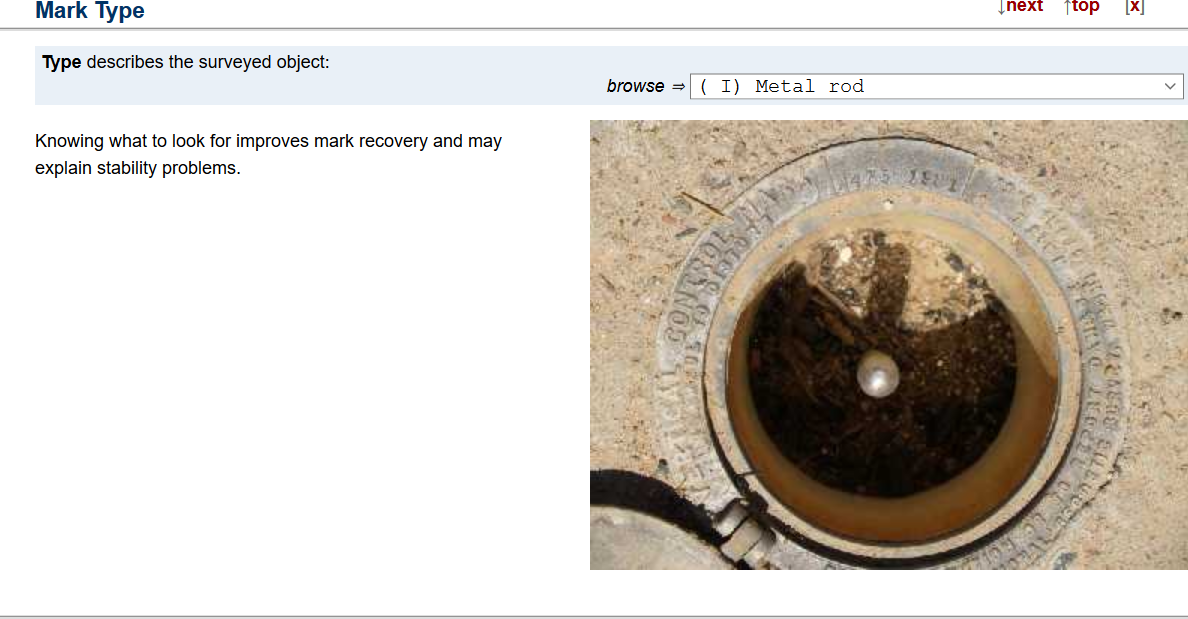 Mark Type
↓next ↑top [x]
Type describes the surveyed object:
browse ⇒ ( I) Metal rod
Knowing what to look for improves mark recovery and may
explain stability problems.
CONTROL